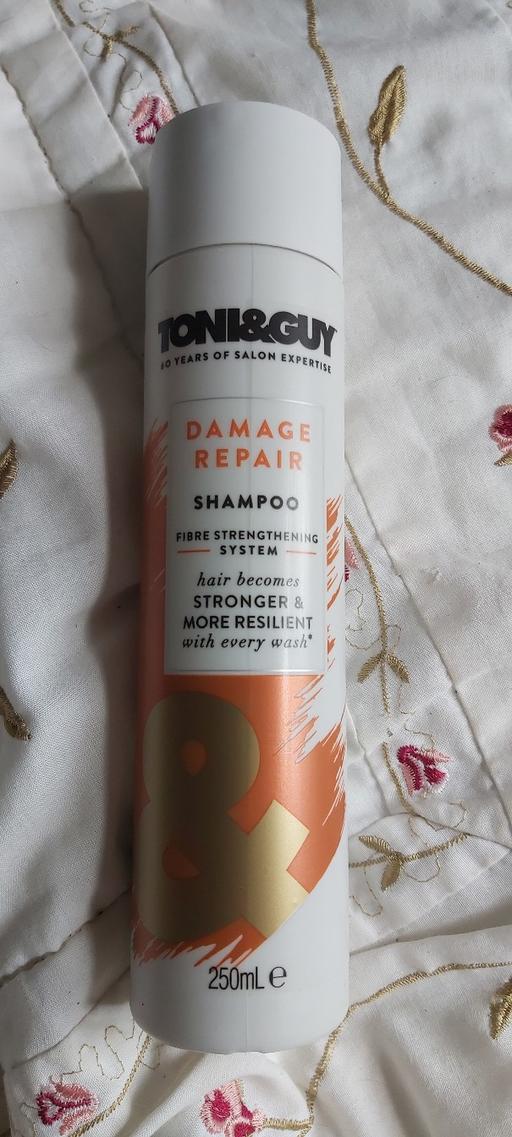 TONI&GUY
60 YEARS OF SALON EXPERTISE
DAMAGE
REPAIR
SHAMPOO
FIBRE STRENGTHENING
SYSTEM
hair becomes
STRONGER &
MORE RESILIENT
with every wash*
&
250mL ℮